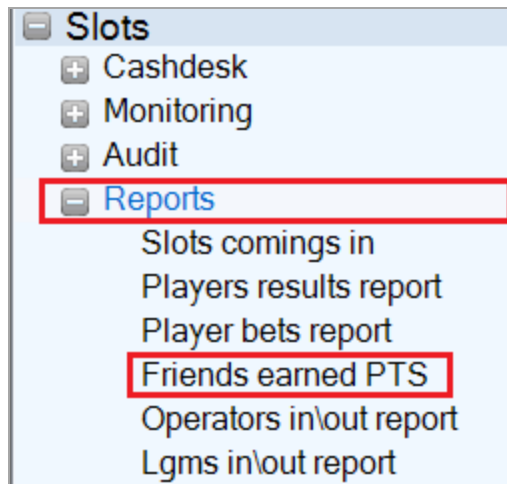 Slots
Cashdesk
Monitoring
Audit
Reports
Slots comings in
Players results report
Player bets report
Friends earned PTS
Operators in\out report
Lgms in\out report